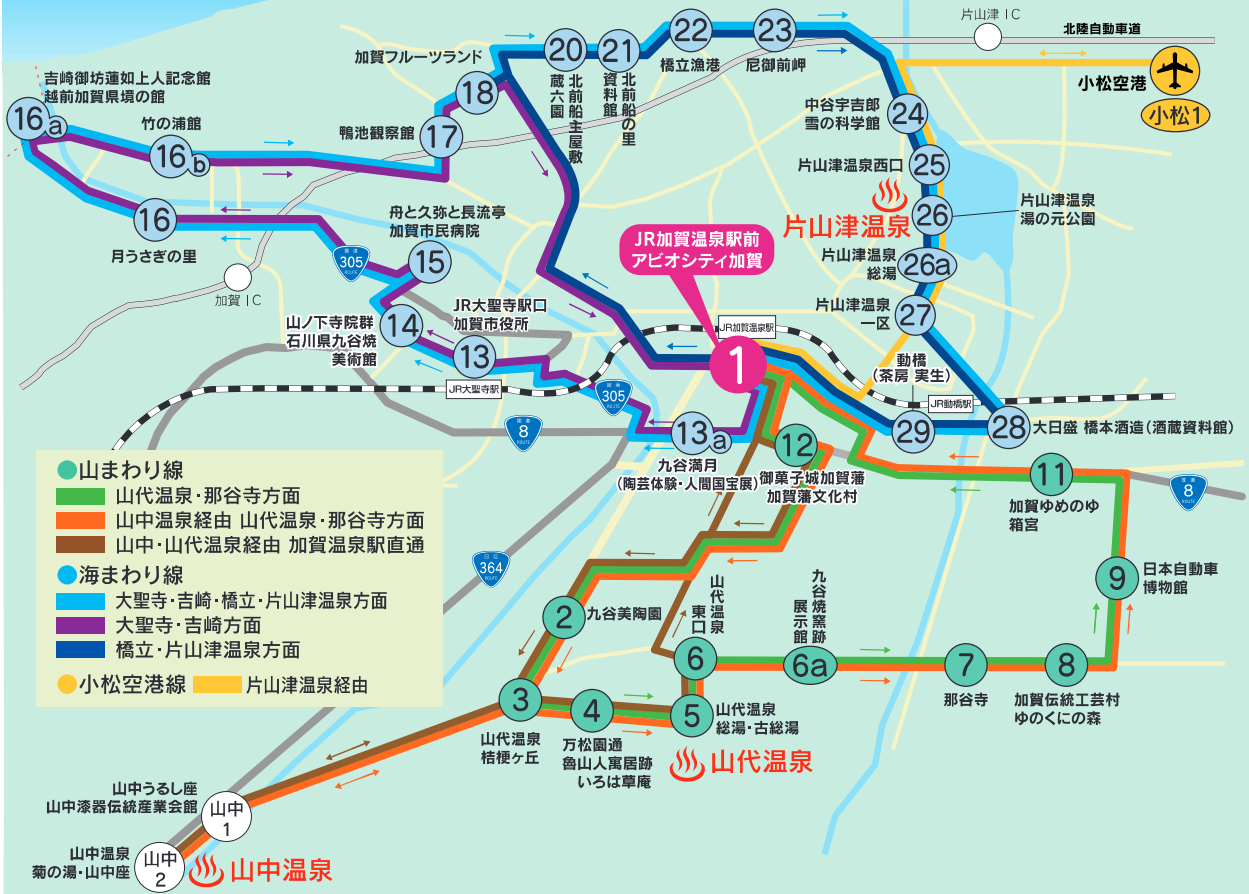 片山津IC
北陸自動車道
小松空港
小松1
加賀フルーツランド
20
21
22
23
北前船主屋敷
蔵六園
北前船の里
資料館
橋立漁港
尼御前岬
吉崎御坊蓮如上人記念館
越前加賀県境の館
16
a
竹の浦館
16
b
鴨池観察館
17
18
中谷宇吉郎
雪の科学館
24
片山津温泉西口
25
片山津温泉
26
片山津温泉
湯の元公園
片山津温泉
総湯
26a
片山津温泉
一区
27
16
月うさぎの里
舟と久弥と長流亭
加賀市民病院
国道
305
ROUTE
15
加賀IC
JR加賀温泉駅前
アビオシティ加賀
1
JR加賀温泉駅
山ノ下寺院群
石川県九谷焼
美術館
14
JR大聖寺駅口
加賀市役所
13
JR大聖寺駅
国道
305
ROUTE
国道
8
ROUTE
動橋
(茶房 実生)
JR動橋駅
29
28
大日盛 橋本酒造(酒蔵資料館)
13
a
九谷満月
(陶芸体験・人間国宝展)
12
御菓子城加賀藩
加賀藩文化村
11
加賀ゆめのゆ
箱宮
国道
8
ROUTE
山まわり線
山代温泉・那谷寺方面
山中温泉経由 山代温泉・那谷寺方面
山中・山代温泉経由 加賀温泉駅直通
海まわり線
大聖寺・吉崎・橋立・片山津温泉方面
大聖寺・吉崎方面
橋立・片山津温泉方面
小松空港線
片山津温泉経由
364
ROUTE
2
九谷美陶園
山代温泉
東口
6
九谷焼窯跡
展示館
6a
7
那谷寺
8
加賀伝統工芸村
ゆのくにの森
9
日本自動車
博物館
3
山代温泉
桔梗ヶ丘
4
万松園通
魯山人寓居跡
いろは草庵
5
山代温泉
総湯・古総湯
山代温泉
山中うるし座
山中漆器伝統産業会館
山中
1
山中温泉
菊の湯・山中座
山中
2
山中温泉